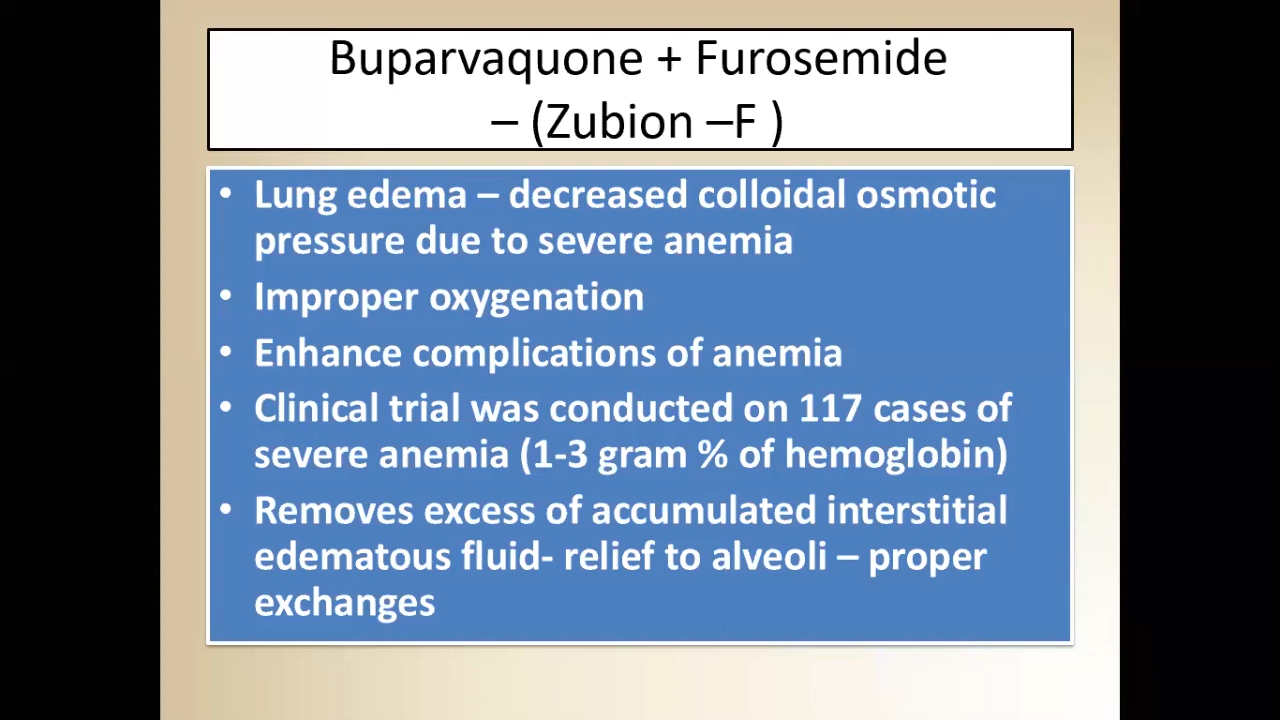 Buparvaquone + Furosemide
– (Zubion –F )
• Lung edema – decreased colloidal osmotic
pressure due to severe anemia
• Improper oxygenation
• Enhance complications of anemia
• Clinical trial was conducted on 117 cases of
severe anemia (1-3 gram % of hemoglobin)
• Removes excess of accumulated interstitial
edematous fluid- relief to alveoli – proper
exchanges